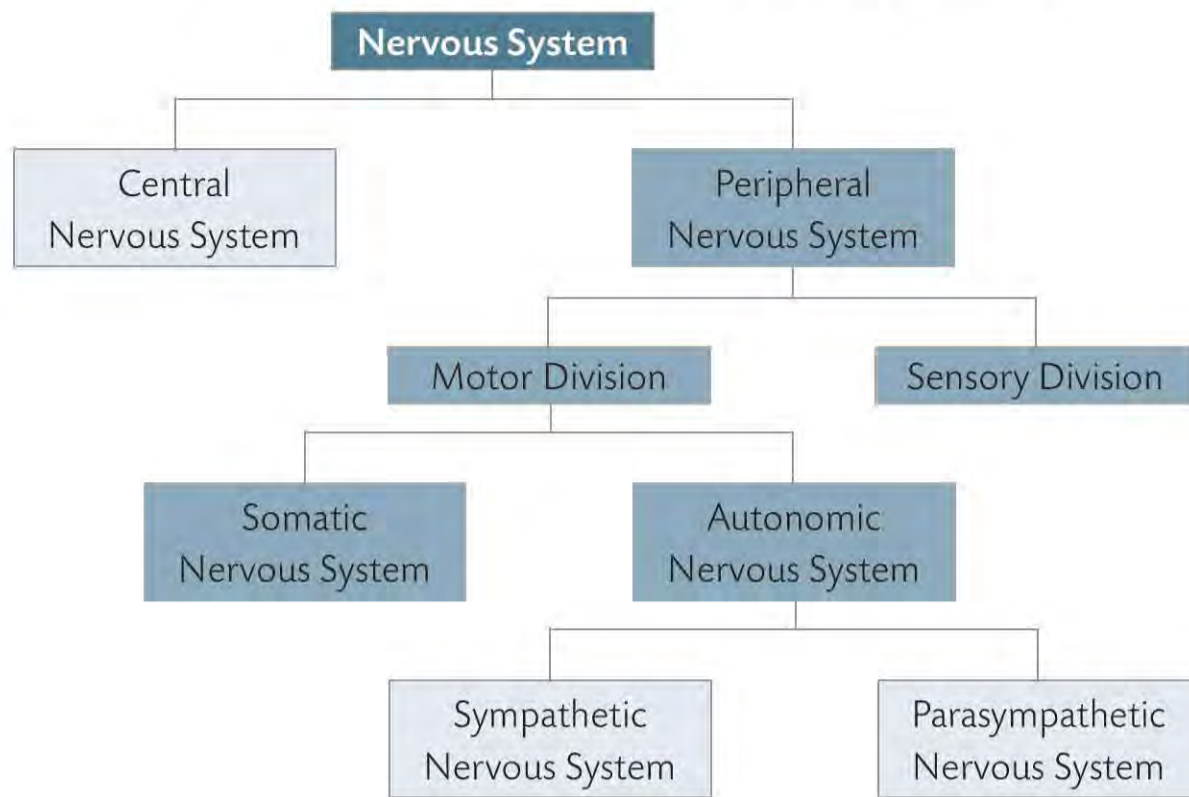 Nervous System
Central
Nervous System
Peripheral
Nervous System
Motor Division
Sensory Division
Somatic
Nervous System
Autonomic
Nervous System
Sympathetic
Nervous System
Parasympathetic
Nervous System